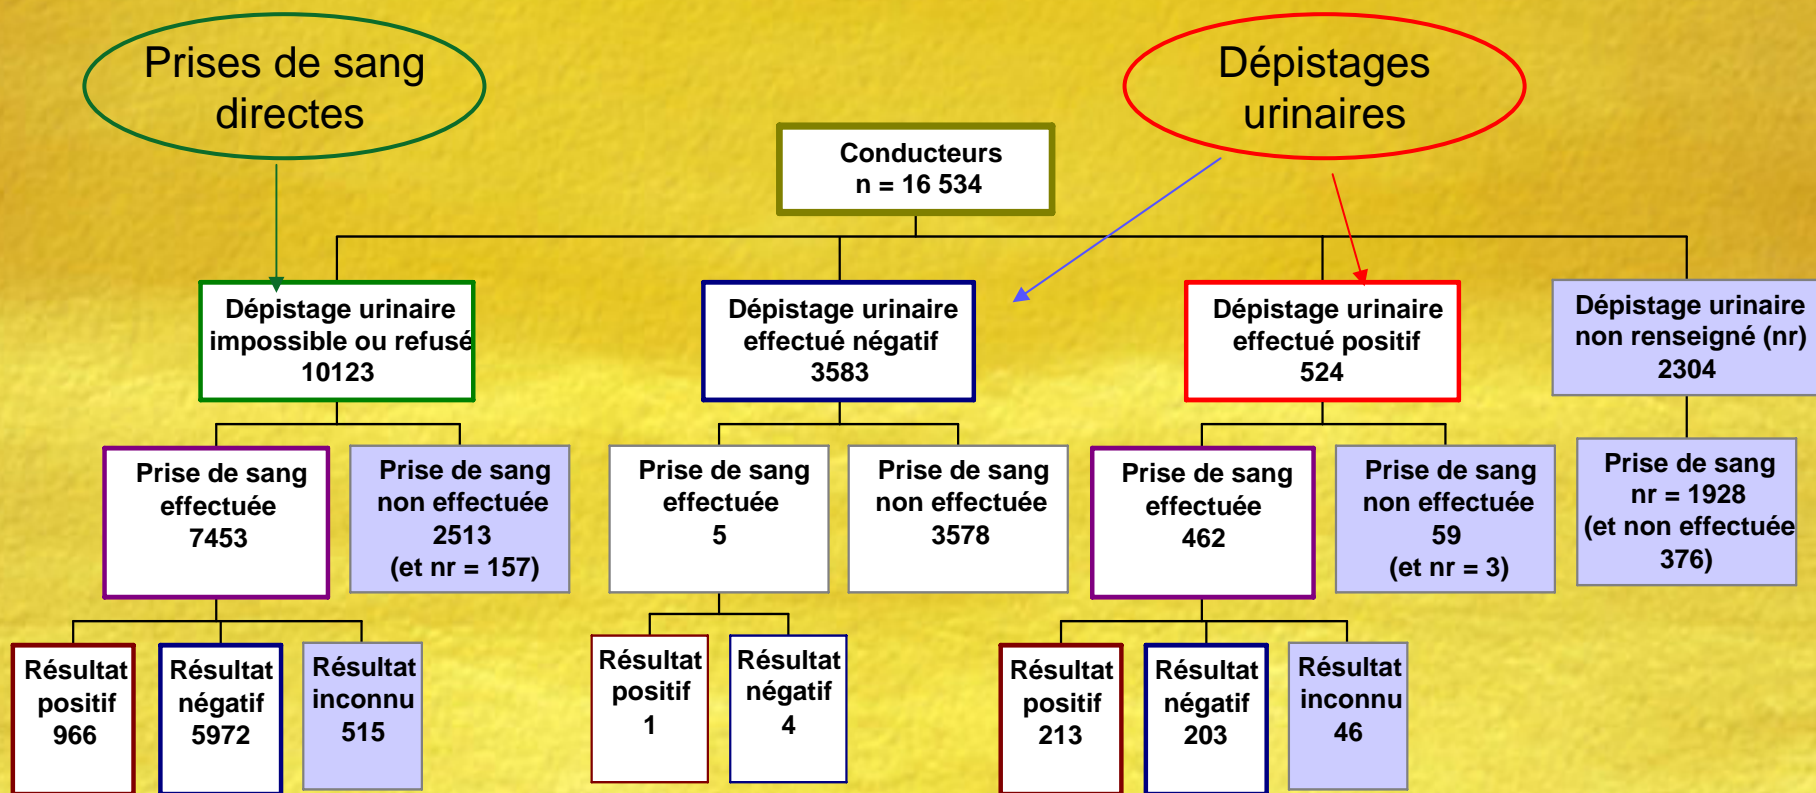 Prises de sang
directes
Dépistages
urinaires
Conducteurs
n = 16 534
Dépistage urinaire
impossible ou refusé
10123
Dépistage urinaire
effectué négatif
3583
Dépistage urinaire
effectué positif
524
Dépistage urinaire
non renseigné (nr)
2304
Prise de sang
effectuée
7453
Prise de sang
non effectuée
2513
(et nr = 157)
Prise de sang
effectuée
5
Prise de sang
non effectuée
3578
Prise de sang
effectuée
462
Prise de sang
non effectuée
59
(et nr = 3)
Prise de sang
nr = 1928
(et non effectuée
376)
Résultat
positif
966
Résultat
négatif
5972
Résultat
inconnu
515
Résultat
positif
1
Résultat
négatif
4
Résultat
positif
213
Résultat
négatif
203
Résultat
inconnu
46